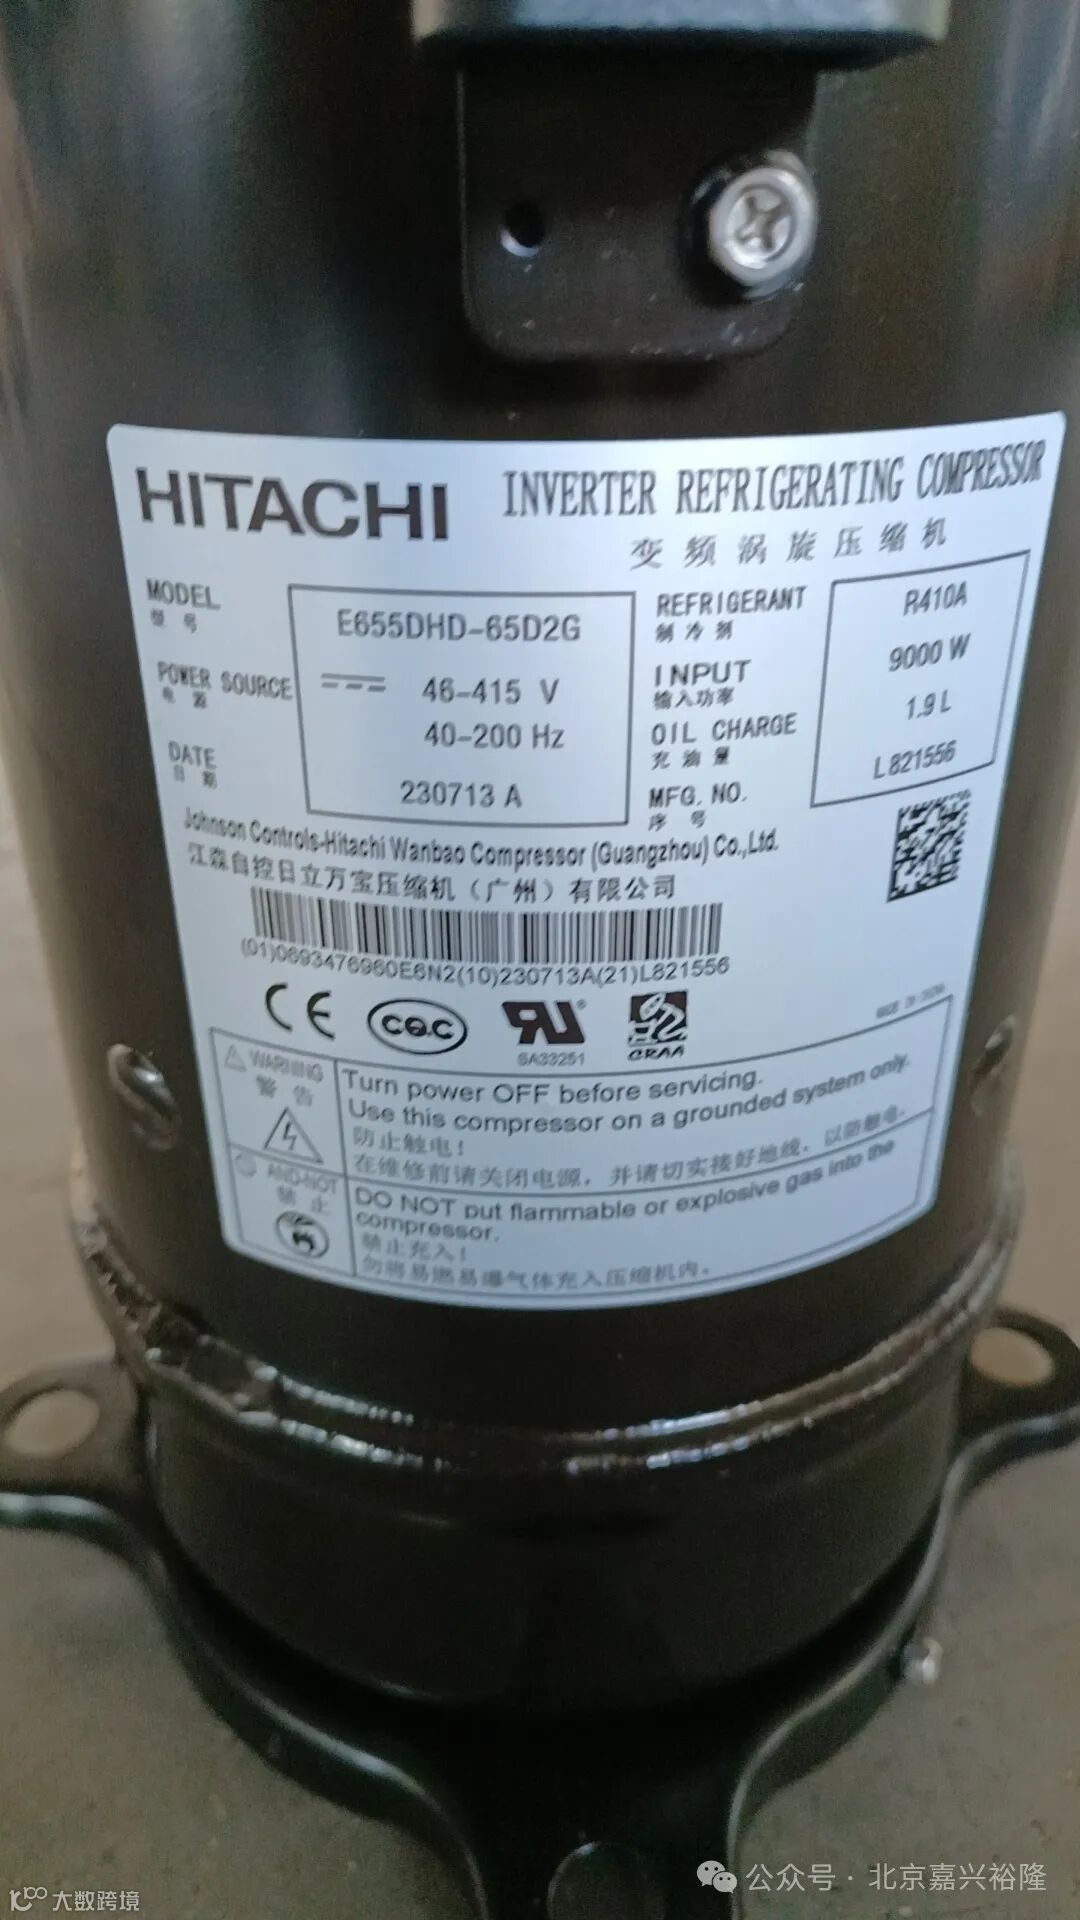 HITACHI
INVERTER REFRIGERATING COMPRESSOR
变频涡旋压缩机
MODEL
型号
E655DHD-65D2G
POWER SOURCE
电源
46-415 V
40-200 Hz
DATE
日期
230713 A
REFRIGERANT
制冷剂
R410A
INPUT
输入功率
9000 W
OIL CHARGE
充油量
1.9 L
MFG. NO.
序号
L821556
Johnson Controls-Hitachi Wanbao Compressor (Guangzhou) Co.,Ltd.
江森自控日立万宝压缩机(广州)有限公司
(01)0693476960E6N2(10)230713A(21)L821556
CE
CQC
RU
SA33251
CRAA
MADE IN CHINA
WARNING
警告
Turn power OFF before servicing.
Use this compressor on a grounded system only.
防止触电!
在维修前请关闭电源,并请切实接好地线,以防触电.
AND-NOT
禁止
DO NOT put flammable or explosive gas into the
compressor.
禁止充入!
勿将易燃易爆气体充入压缩机内.
公众号·北京嘉兴裕隆
大数跨境